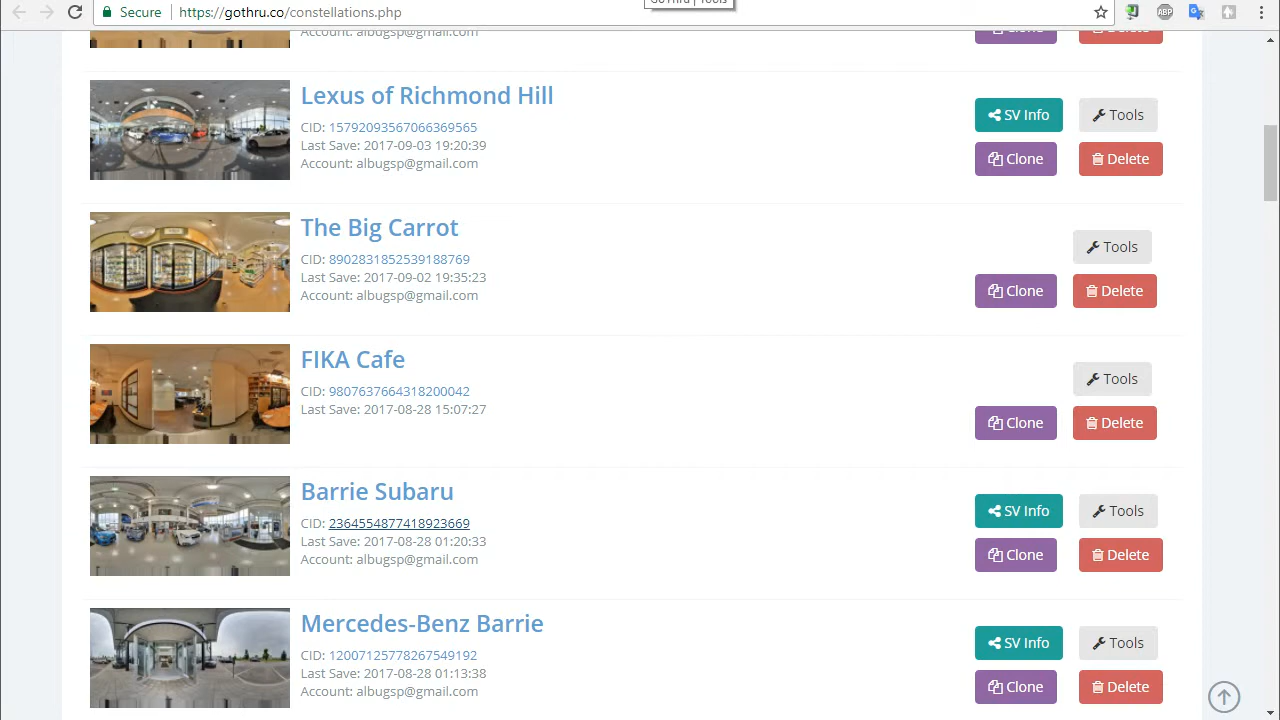 GoThru | Tools
Secure https://gothru.co/constellations.php
ABP
albugsp@gmail.com
Clone Delete
Lexus of Richmond Hill
CID: 15792093567066369565
Last Save: 2017-09-03 19:20:39
Account: albugsp@gmail.com
SV Info Tools
Clone Delete
The Big Carrot
CID: 8902831852539188769
Last Save: 2017-09-02 19:35:23
Account: albugsp@gmail.com
Tools
Clone Delete
FIKA Cafe
CID: 9807637664318200042
Last Save: 2017-08-28 15:07:27
Tools
Clone Delete
Barrie Subaru
CID: 2364554877418923669
Last Save: 2017-08-28 01:20:33
Account: albugsp@gmail.com
SV Info Tools
Clone Delete
Mercedes-Benz Barrie
CID: 12007125778267549192
Last Save: 2017-08-28 01:13:38
Account: albugsp@gmail.com
SV Info Tools
Clone Delete